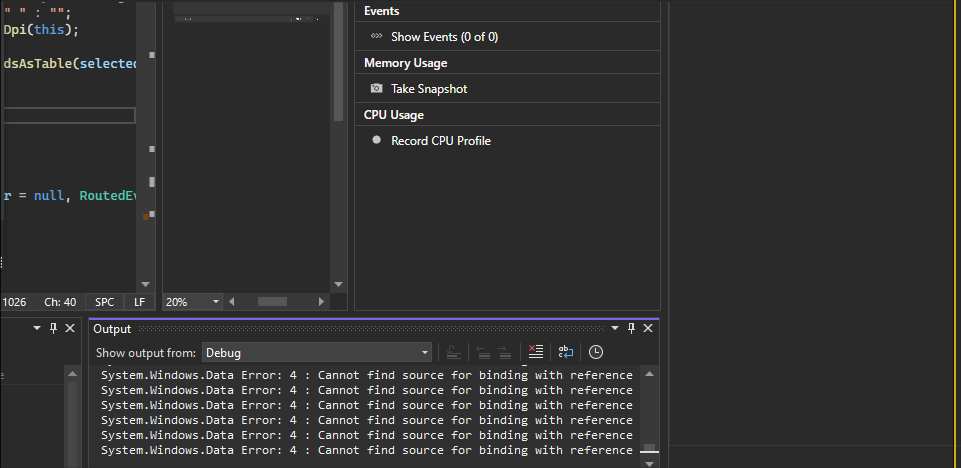 " " : "";
Dpi(this);
dsAsTable(selected
r = null, RoutedEv
1026 Ch: 40 SPC LF
20%
Events
Show Events (0 of 0)
Memory Usage
Take Snapshot
CPU Usage
Record CPU Profile
Output
Show output from: Debug
System.Windows.Data Error: 4 : Cannot find source for binding with reference
System.Windows.Data Error: 4 : Cannot find source for binding with reference
System.Windows.Data Error: 4 : Cannot find source for binding with reference
System.Windows.Data Error: 4 : Cannot find source for binding with reference
System.Windows.Data Error: 4 : Cannot find source for binding with reference
System.Windows.Data Error: 4 : Cannot find source for binding with reference